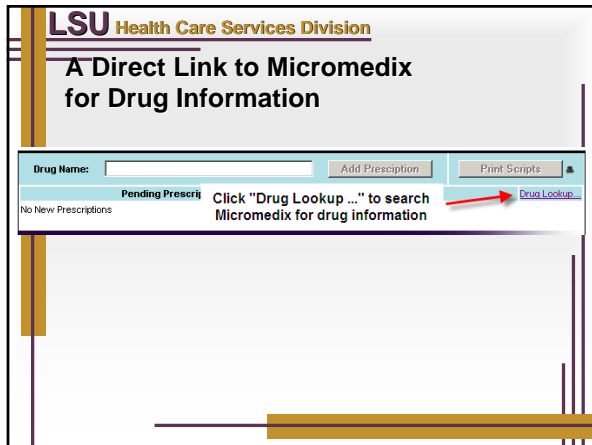 LSU Health Care Services Division
A Direct Link to Micromedix
for Drug Information
Drug Name: Add Presciption Print Scripts
Pending Drug Lookup...
No New Prescriptions
Click "Drug Lookup ..." to search
Micromedix for drug information